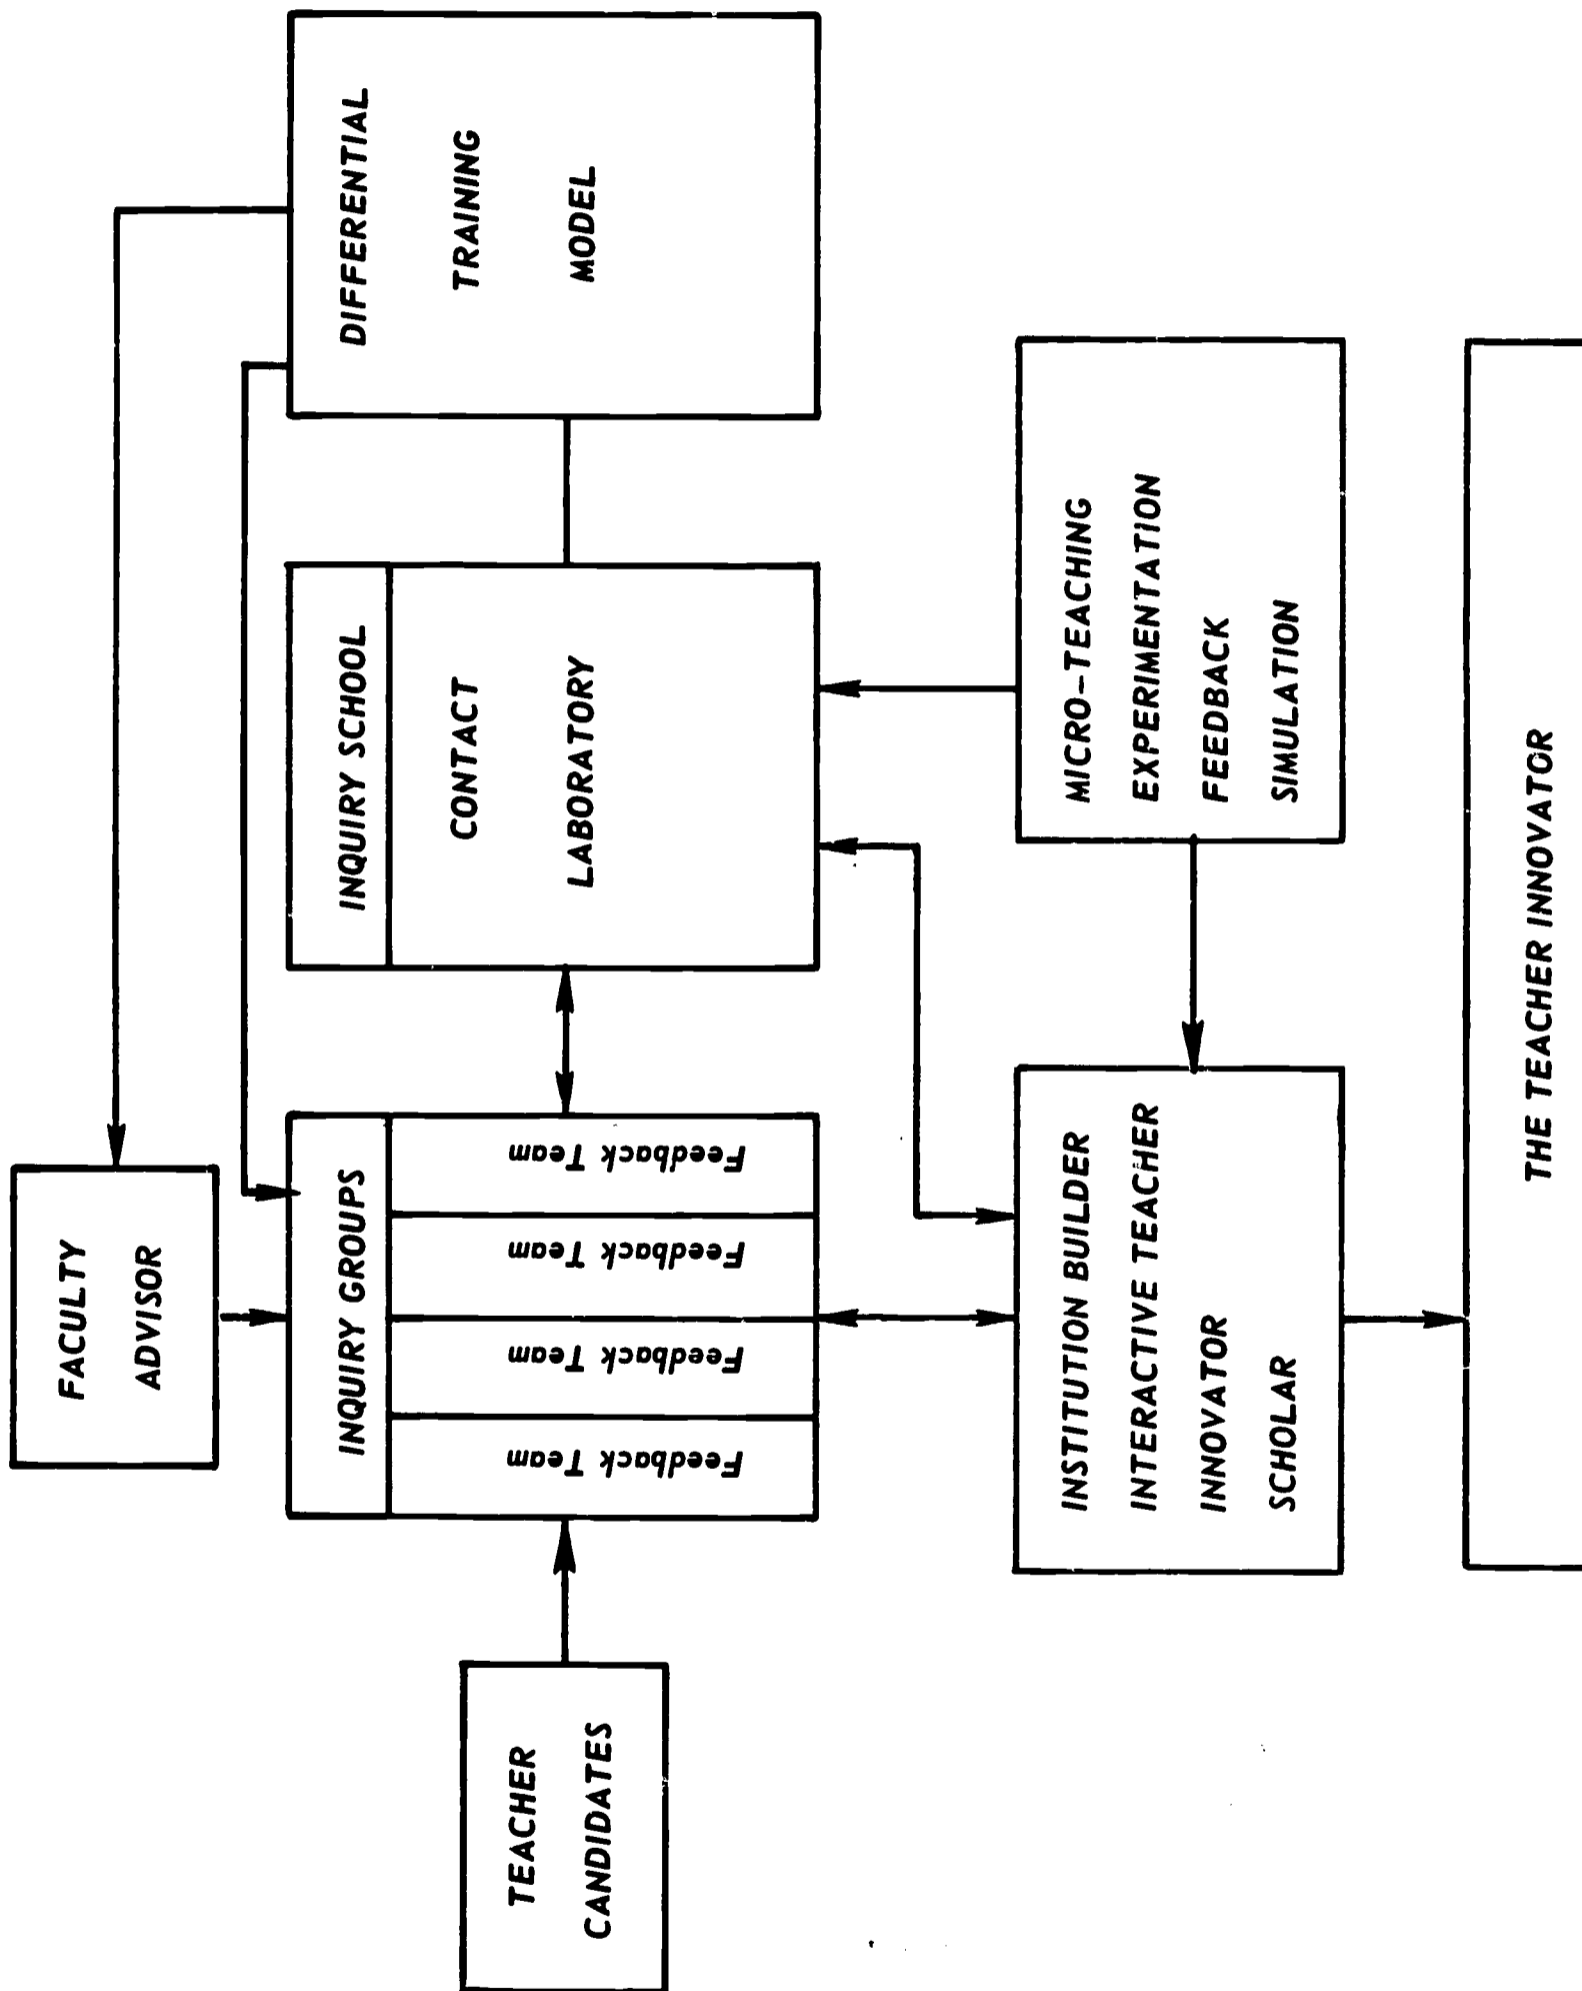 FACULTY
ADVISOR
TEACHER
CANDIDATES
INQUIRY GROUPS
Feedback Team
Feedback Team
Feedback Team
Feedback Team
INQUIRY SCHOOL
CONTACT
LABORATORY
DIFFERENTIAL
TRAINING
MODEL
INSTITUTION BUILDER
INTERACTIVE TEACHER
INNOVATOR
SCHOLAR
MICRO-TEACHING
EXPERIMENTATION
FEEDBACK
SIMULATION
THE TEACHER INNOVATOR